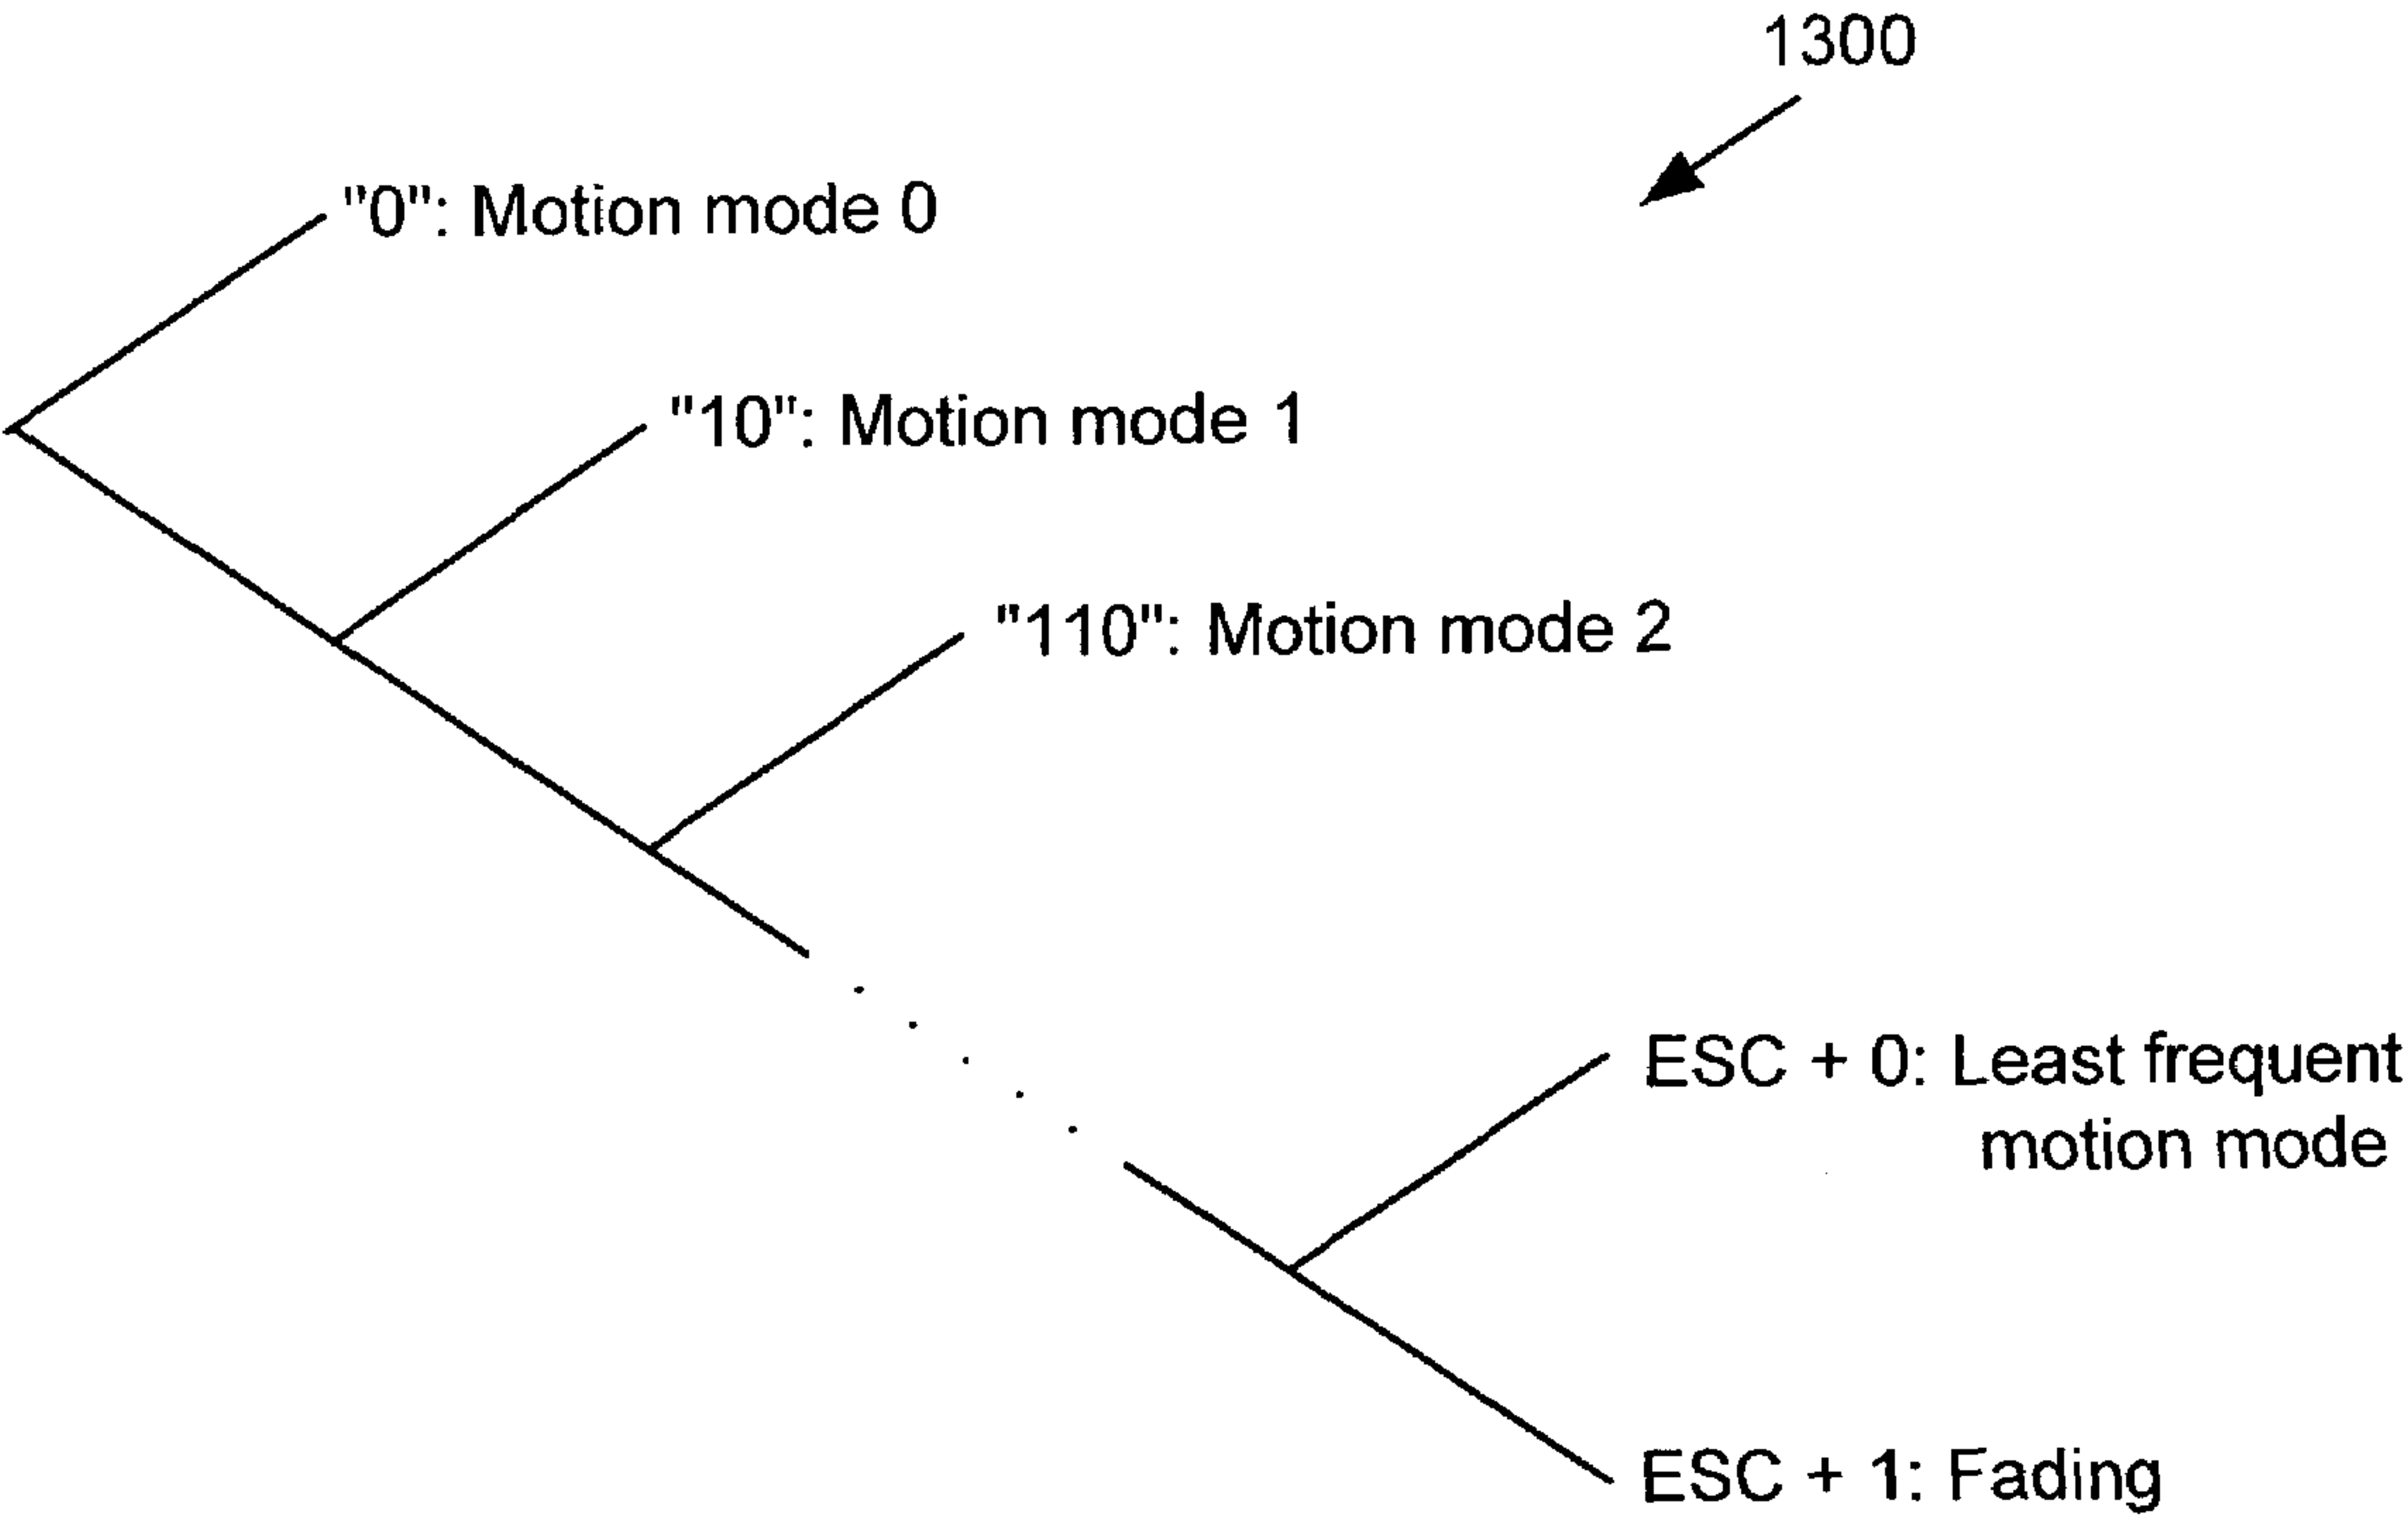 1300
"0": Motion mode 0
"10": Motion mode 1
"110": Motion mode 2
ESC + 0: Least frequent
motion mode
ESC + 1: Fading